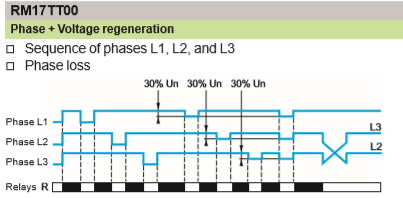 RM17TT00
Phase + Voltage regeneration
Sequence of phases L1, L2, and L3
Phase loss
30% Un 30% Un 30% Un
Phase L1
L3
Phase L2
L2
Phase L3
Relays R